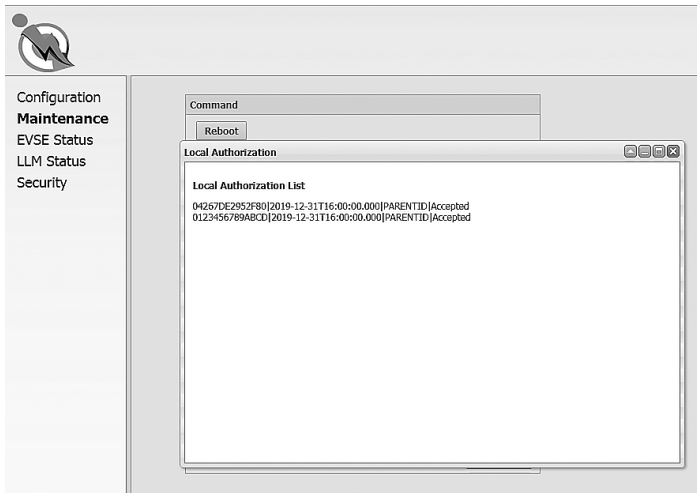 Configuration
Maintenance
EVSE Status
LLM Status
Security
Command
Reboot
Local Authorization
Local Authorization List
04267DE2952F80|2019-12-31T16:00:00.000|PARENTID|Accepted
0123456789ABCD|2019-12-31T16:00:00.000|PARENTID|Accepted